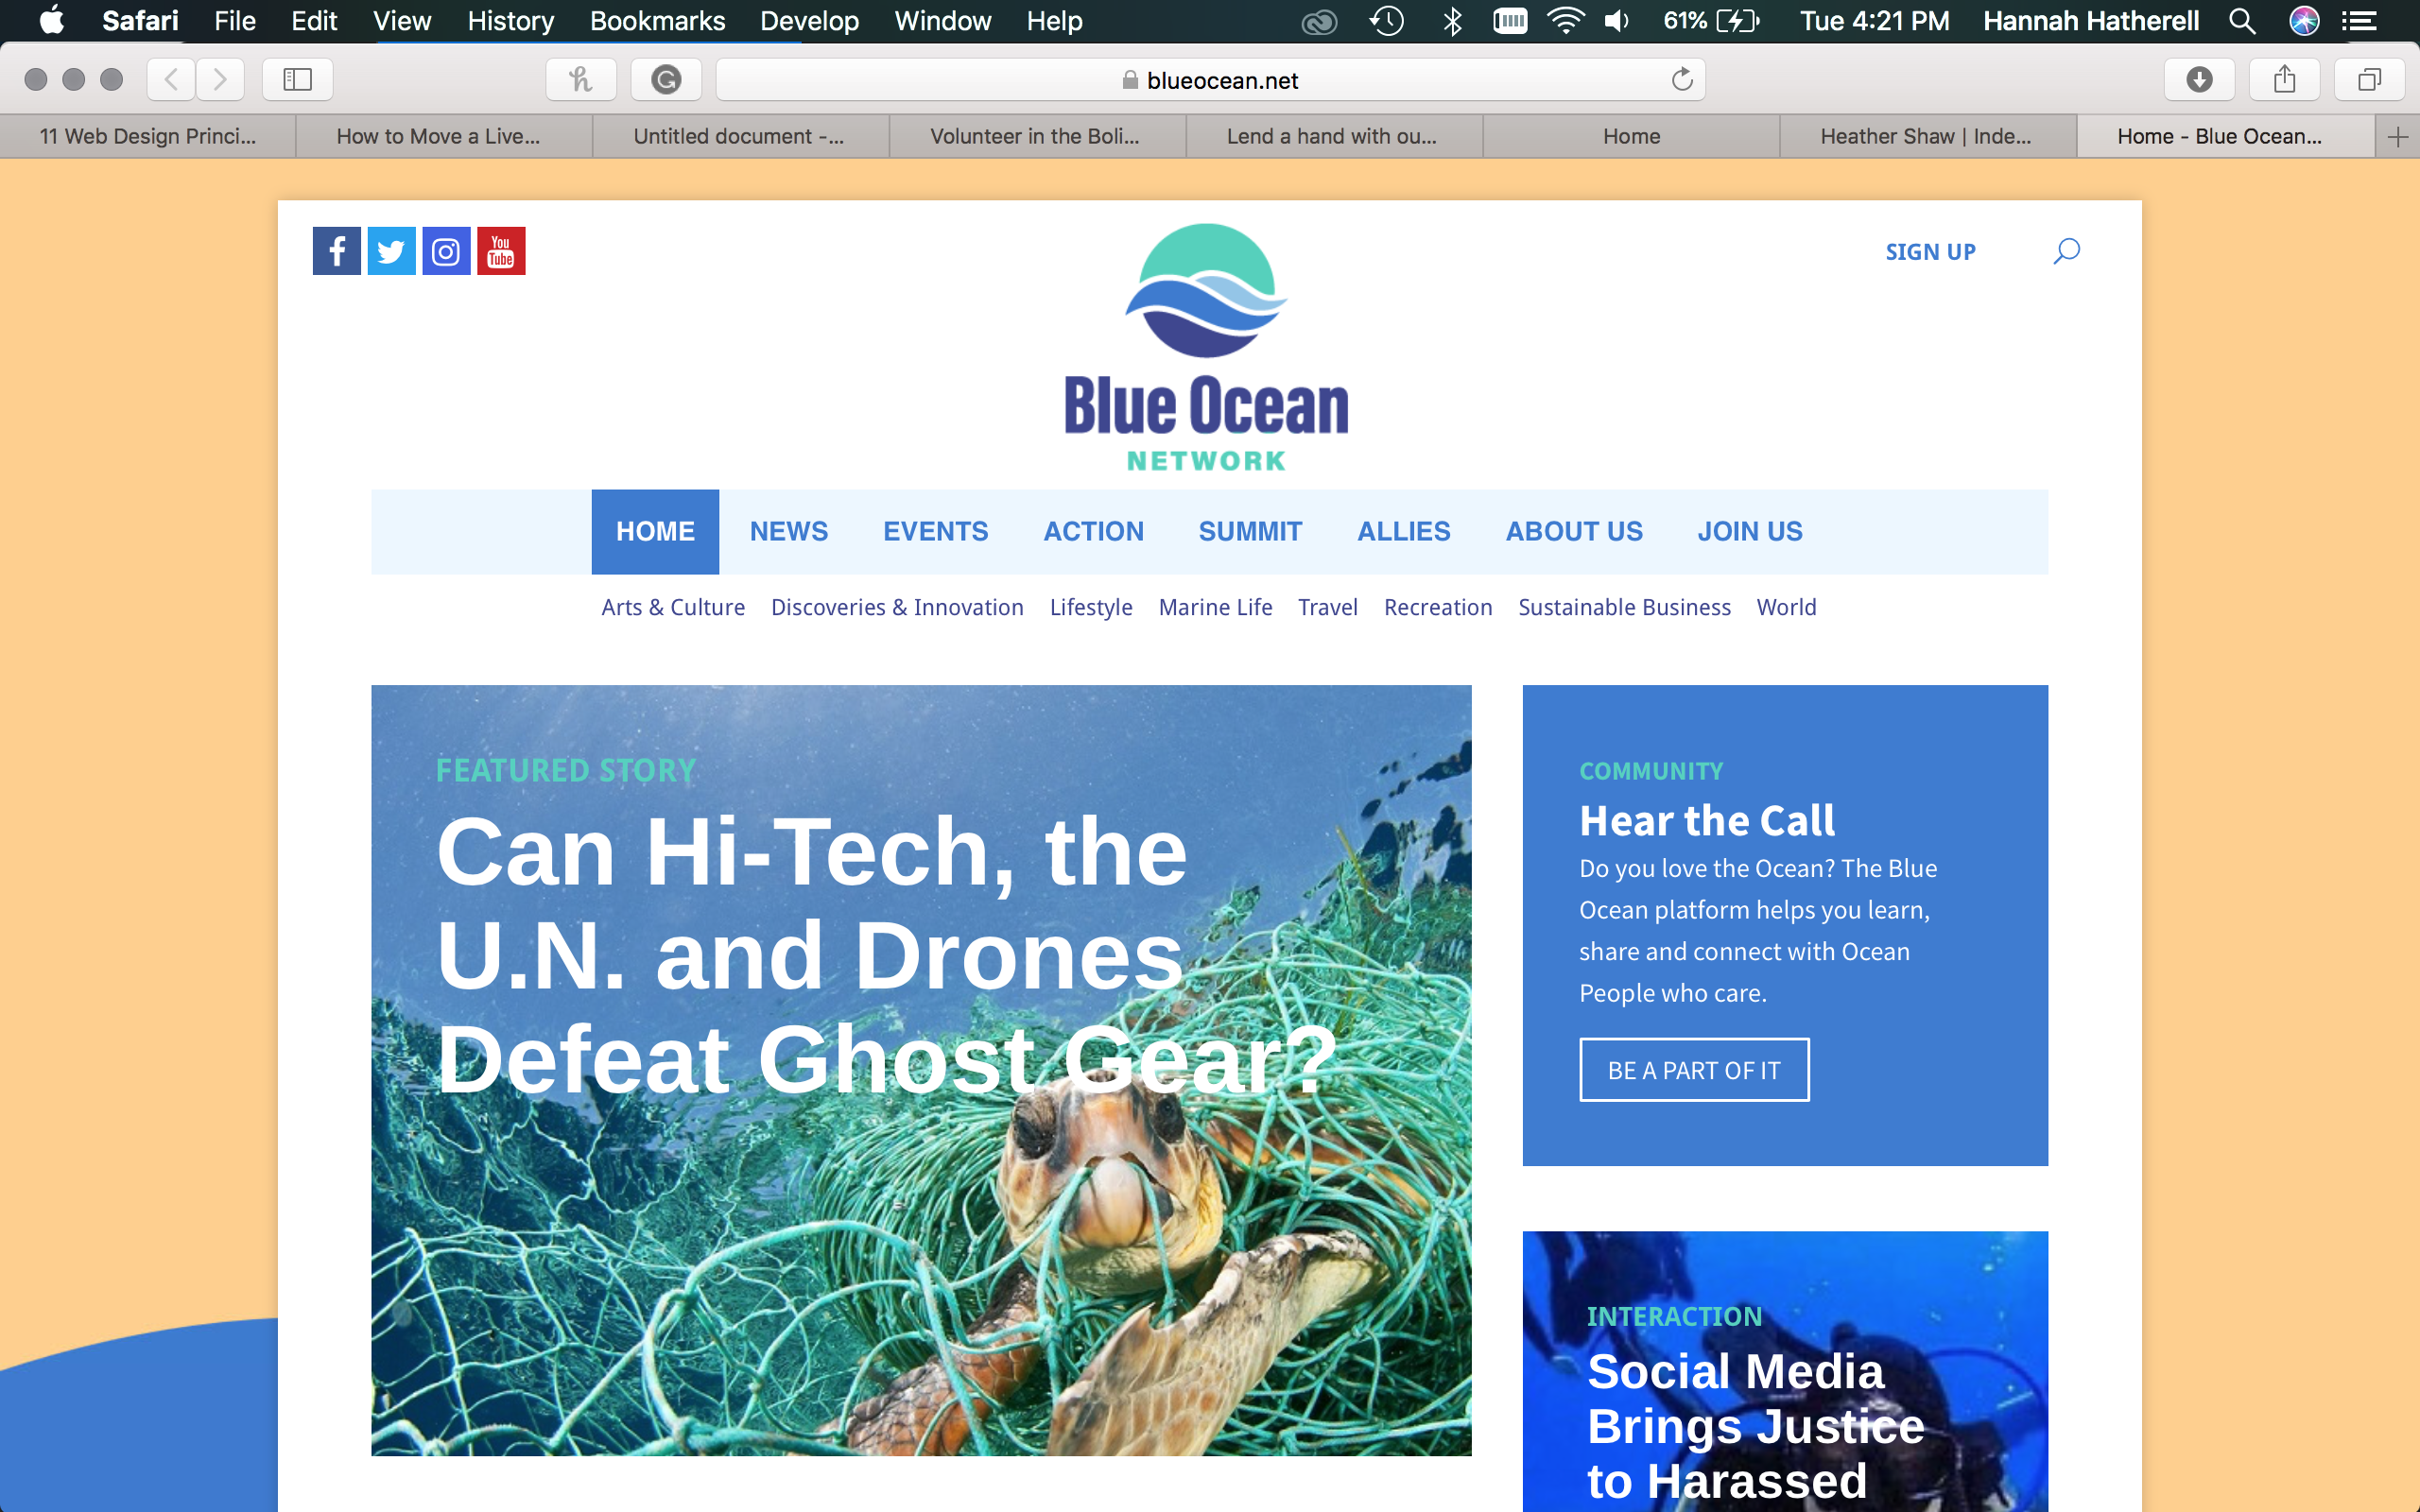 Safari File Edit View History Bookmarks Develop Window Help 61% Tue 4:21 PM Hannah Hatherell
blueocean.net
11 Web Design Princi... How to Move a Live... Untitled document -... Volunteer in the Boli... Lend a hand with ou... Home Heather Shaw | Inde... Home - Blue Ocean...
You
Tube
SIGN UP
Blue Ocean
NETWORK
HOME NEWS EVENTS ACTION SUMMIT ALLIES ABOUT US JOIN US
Arts & Culture Discoveries & Innovation Lifestyle Marine Life Travel Recreation Sustainable Business World
FEATURED STORY
Can Hi-Tech, the
U.N. and Drones
Defeat Ghost Gear?
COMMUNITY
Hear the Call
Do you love the Ocean? The Blue
Ocean platform helps you learn,
share and connect with Ocean
People who care.
BE A PART OF IT
INTERACTION
Social Media
Brings Justice
to Harassed